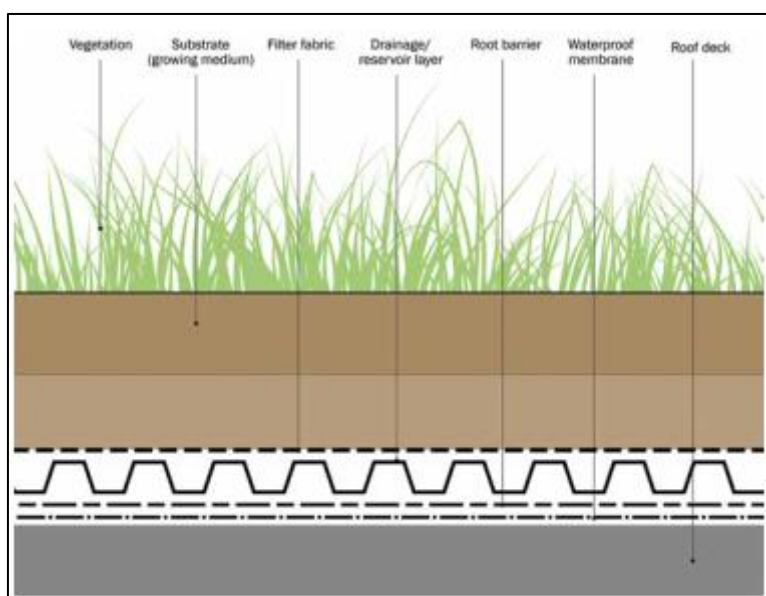 Vegetation
Substrate
(growing medium)
Filter fabric
Drainage/
reservoir layer
Root barrier
Waterproof
membrane
Roof deck